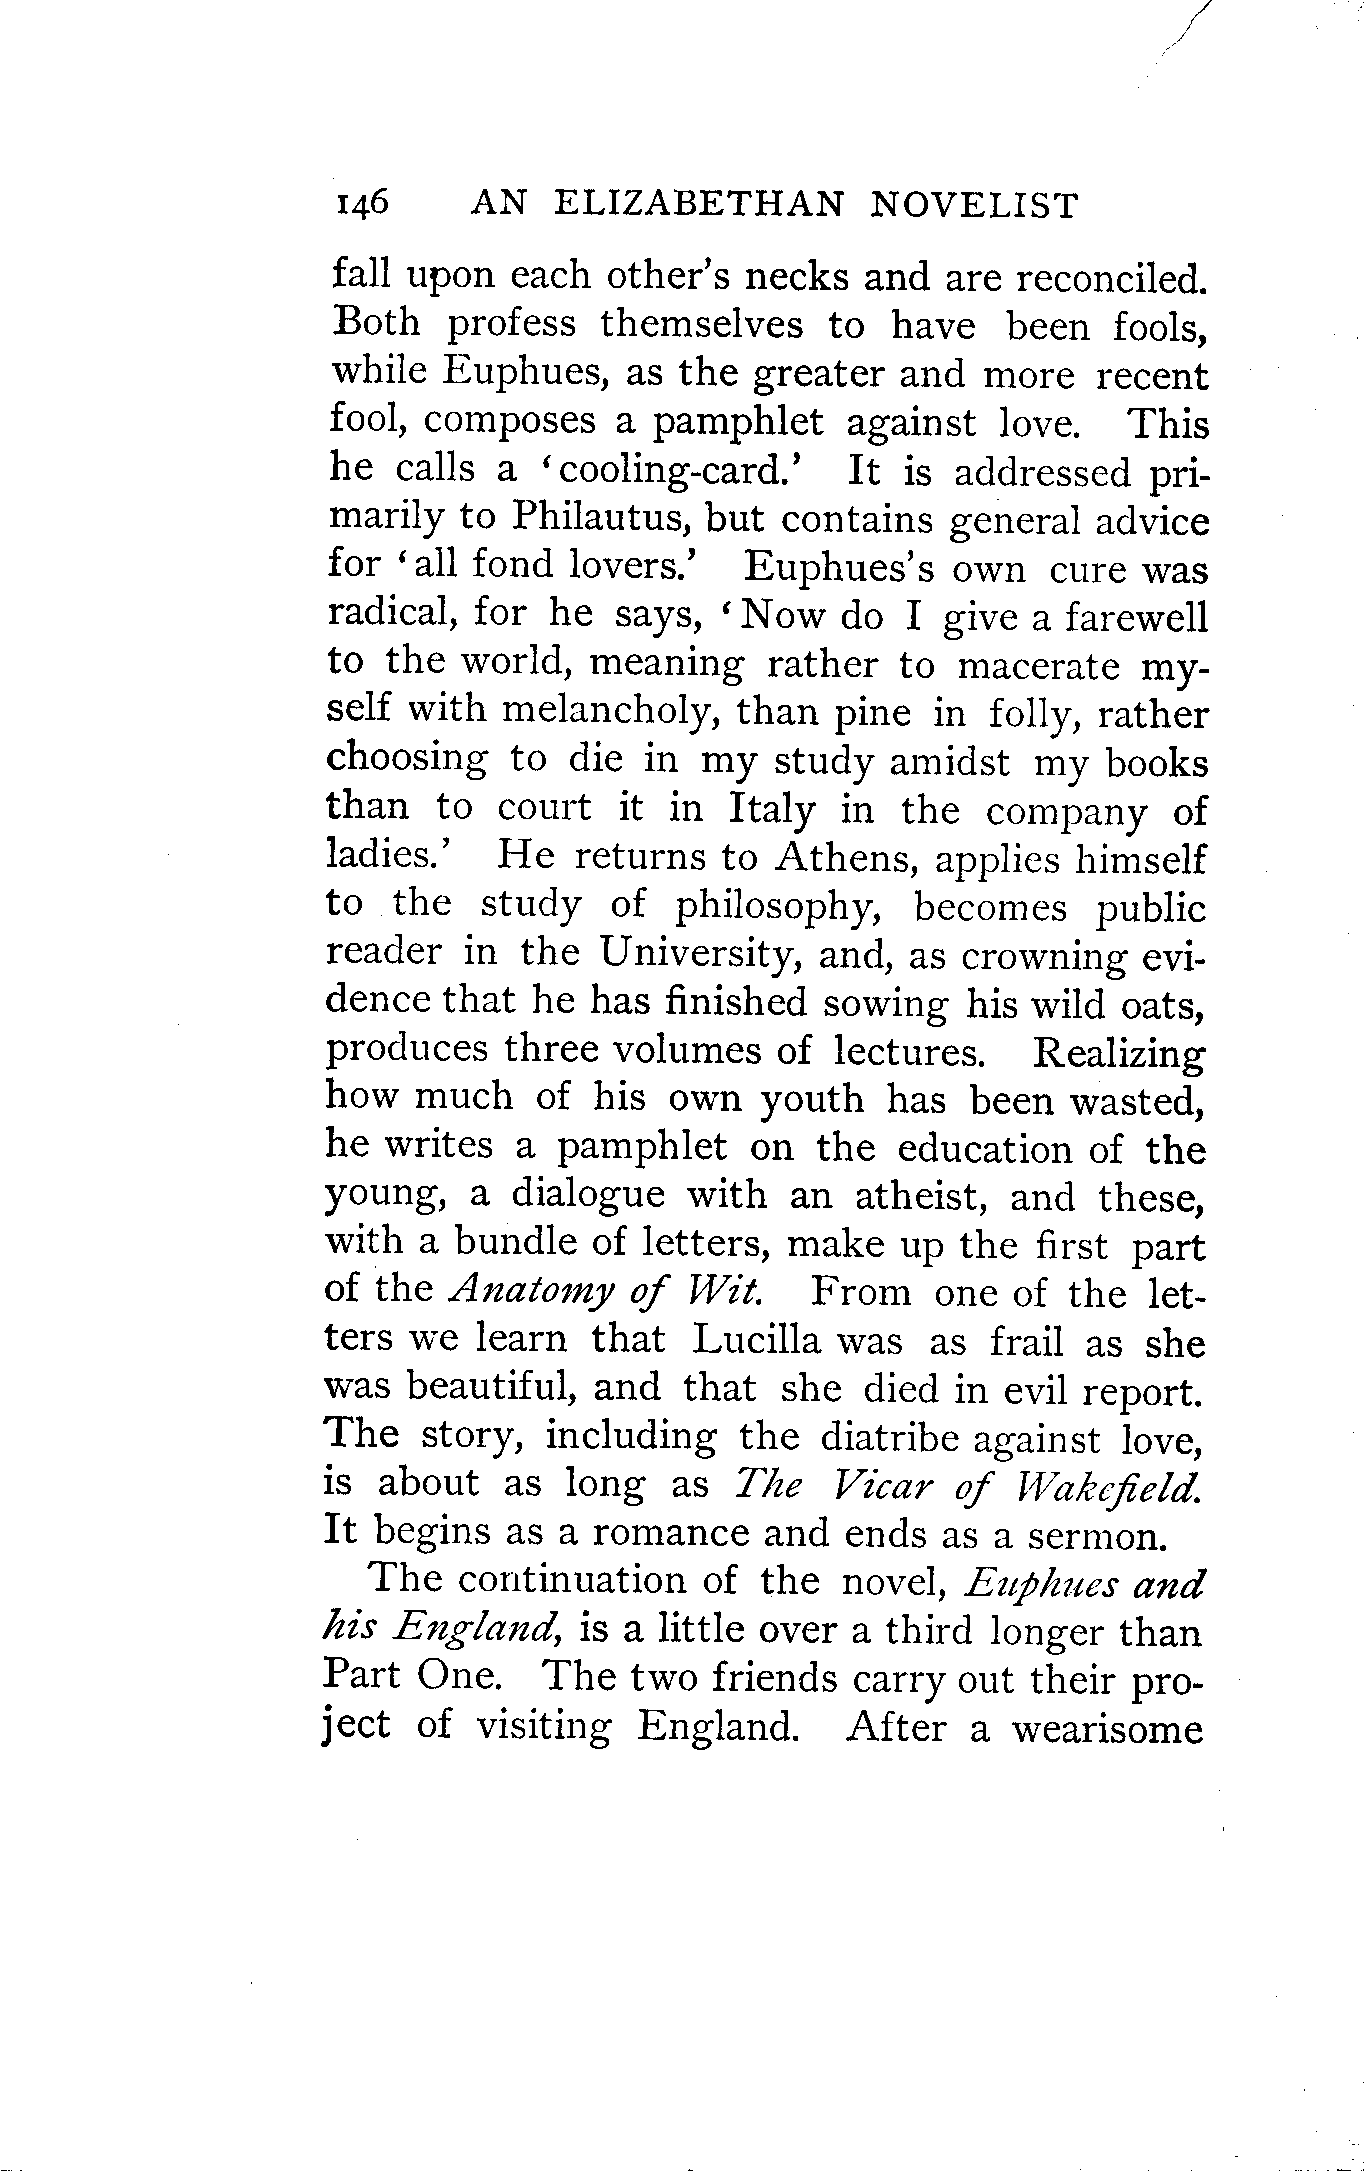 146 AN ELIZABETHAN NOVELIST
fall upon each other's necks and are reconciled.
Both profess themselves to have been fools,
while Euphues, as the greater and more recent
fool, composes a pamphlet against love. This
he calls a ‘cooling-card.’ It is addressed pri-
marily to Philautus, but contains general advice
for ‘all fond lovers.’ Euphues's own cure was
radical, for he says, ‘Now do I give a farewell
to the world, meaning rather to macerate my-
self with melancholy, than pine in folly, rather
choosing to die in my study amidst my books
than to court it in Italy in the company of
ladies.’ He returns to Athens, applies himself
to the study of philosophy, becomes public
reader in the University, and, as crowning evi-
dence that he has finished sowing his wild oats,
produces three volumes of lectures. Realizing
how much of his own youth has been wasted,
he writes a pamphlet on the education of the
young, a dialogue with an atheist, and these,
with a bundle of letters, make up the first part
of the Anatomy of Wit. From one of the let-
ters we learn that Lucilla was as frail as she
was beautiful, and that she died in evil report.
The story, including the diatribe against love,
is about as long as The Vicar of Wakefield.
It begins as a romance and ends as a sermon.
The continuation of the novel, Euphues and
his England, is a little over a third longer than
Part One. The two friends carry out their pro-
ject of visiting England. After a wearisome